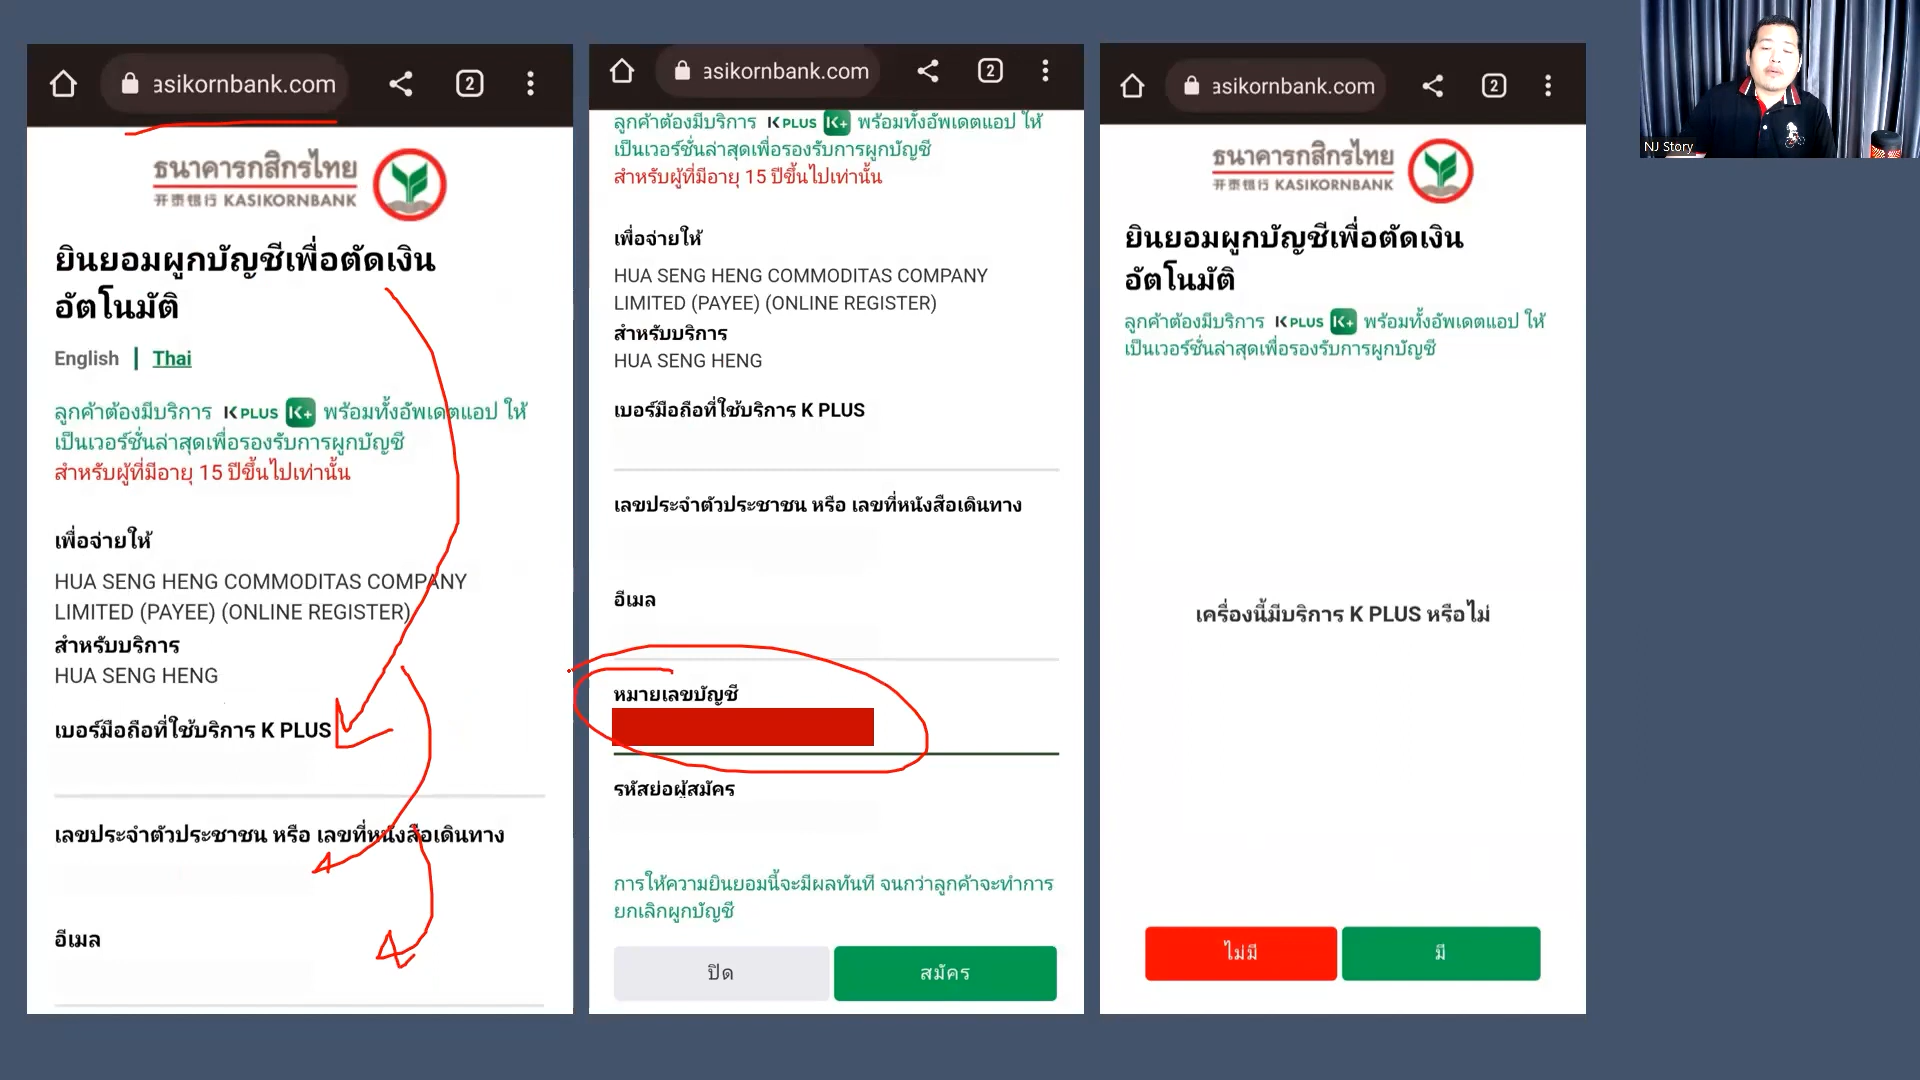 asikornbank.com
2
ธนาคารกสิกรไทย
开泰银行 KASIKORNBANK
ยินยอมผูกบัญชีเพื่อตัดเงิน
อัตโนมัติ
English | Thai
ลูกค้าต้องมีบริการ K PLUS K+ พร้อมทั้งอัพเดตแอป ให้
เป็นเวอร์ชั่นล่าสุดเพื่อรองรับการผูกบัญชี
สำหรับผู้ที่มีอายุ 15 ปีขึ้นไปเท่านั้น
เพื่อจ่ายให้
HUA SENG HENG COMMODITAS COMPANY
LIMITED (PAYEE) (ONLINE REGISTER)
สำหรับบริการ
HUA SENG HENG
เบอร์มือถือที่ใช้บริการ K PLUS
เลขประจำตัวประชาชน หรือ เลขที่หนังสือเดินทาง
อีเมล
asikornbank.com
2
ลูกค้าต้องมีบริการ K PLUS K+ พร้อมทั้งอัพเดตแอป ให้
เป็นเวอร์ชั่นล่าสุดเพื่อรองรับการผูกบัญชี
สำหรับผู้ที่มีอายุ 15 ปีขึ้นไปเท่านั้น
เพื่อจ่ายให้
HUA SENG HENG COMMODITAS COMPANY
LIMITED (PAYEE) (ONLINE REGISTER)
สำหรับบริการ
HUA SENG HENG
เบอร์มือถือที่ใช้บริการ K PLUS
เลขประจำตัวประชาชน หรือ เลขที่หนังสือเดินทาง
อีเมล
หมายเลขบัญชี
รหัสย่อผู้สมัคร
การให้ความยินยอมนี้จะมีผลทันที จนกว่าลูกค้าจะทำการ
ยกเลิกผูกบัญชี
ปิด
สมัคร
asikornbank.com
2
ธนาคารกสิกรไทย
开泰银行 KASIKORNBANK
ยินยอมผูกบัญชีเพื่อตัดเงิน
อัตโนมัติ
ลูกค้าต้องมีบริการ K PLUS K+ พร้อมทั้งอัพเดตแอป ให้
เป็นเวอร์ชั่นล่าสุดเพื่อรองรับการผูกบัญชี
เครื่องนี้มีบริการ K PLUS หรือไม่
ไม่มี
มี
NJ Story